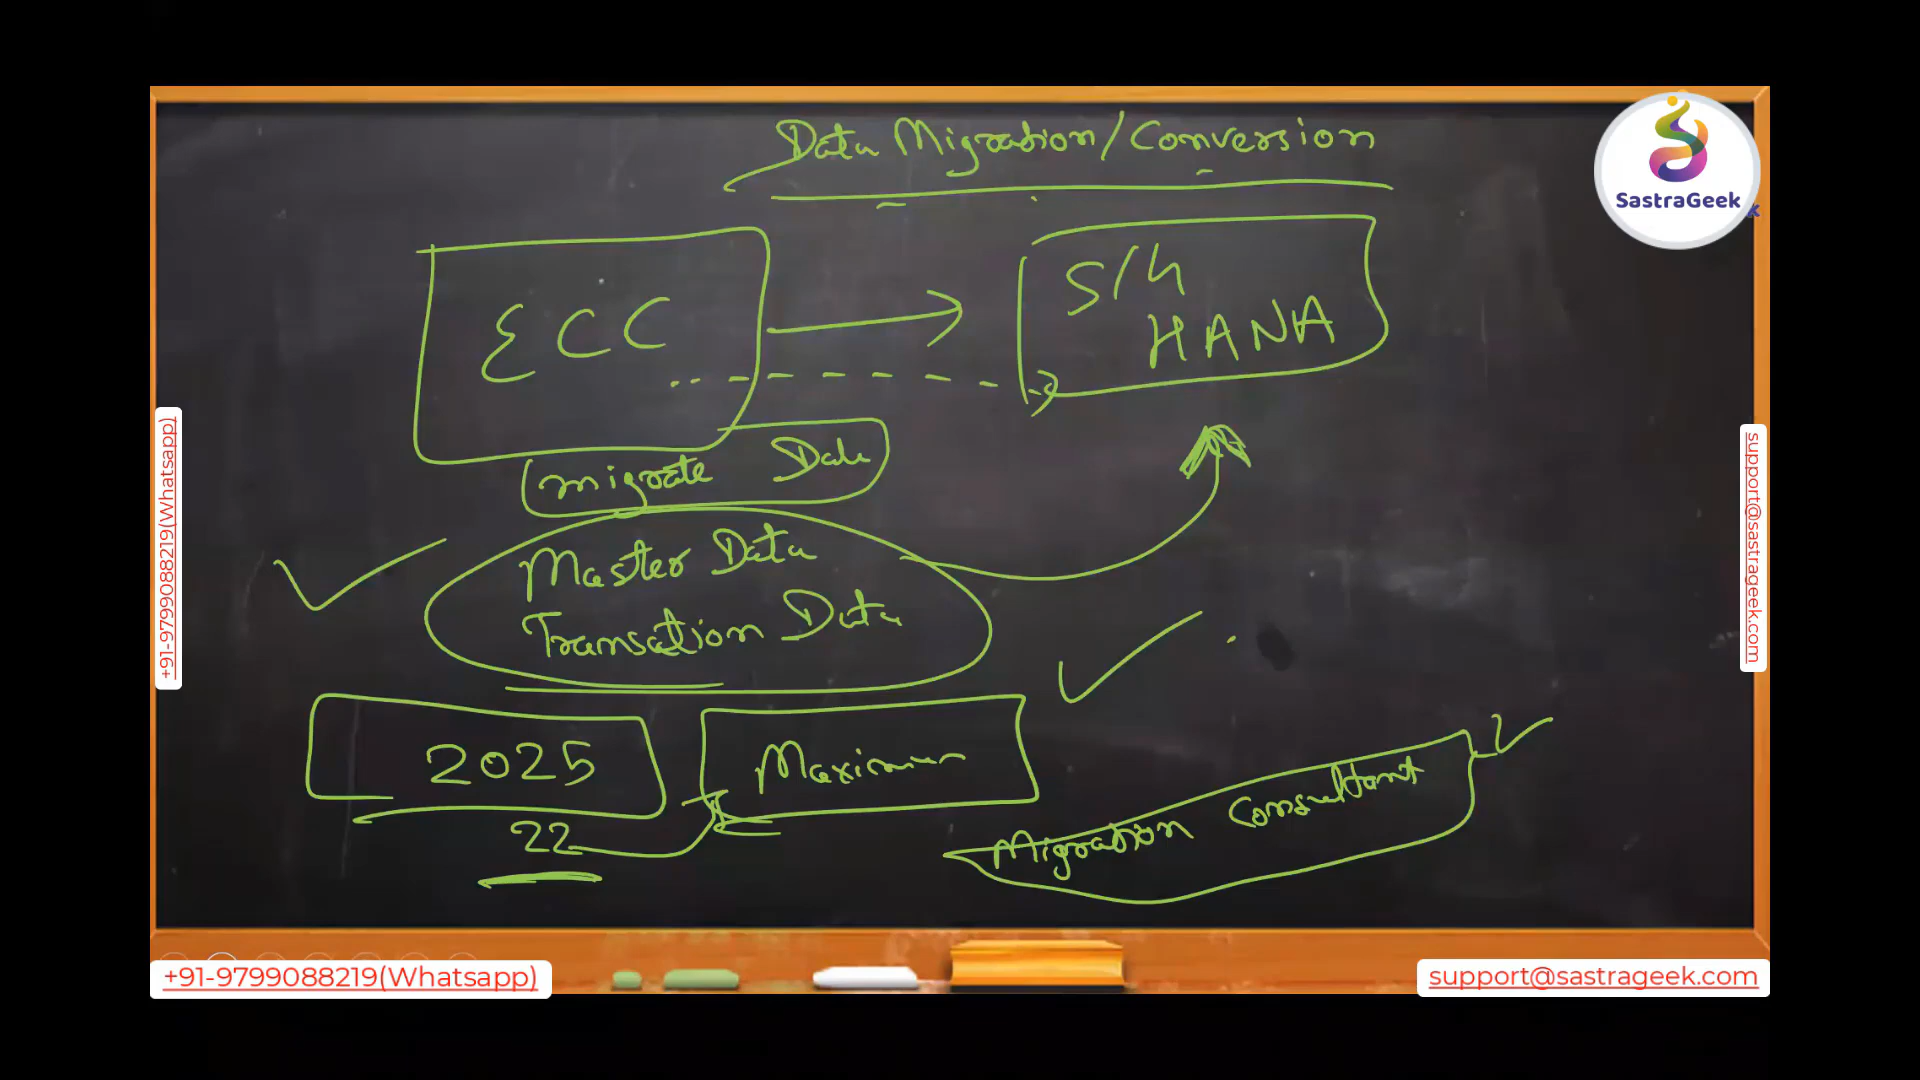 Data Migration/Conversion
SastraGeek
ECC
S/4
HANA
migrate Data
Master Data
Transation Data
2025
Maximum
22
Migration Consultant
+91-9799088219(Whatsapp)
support@sastrageek.com
+91-9799088219(Whatsapp)
support@sastrageek.com